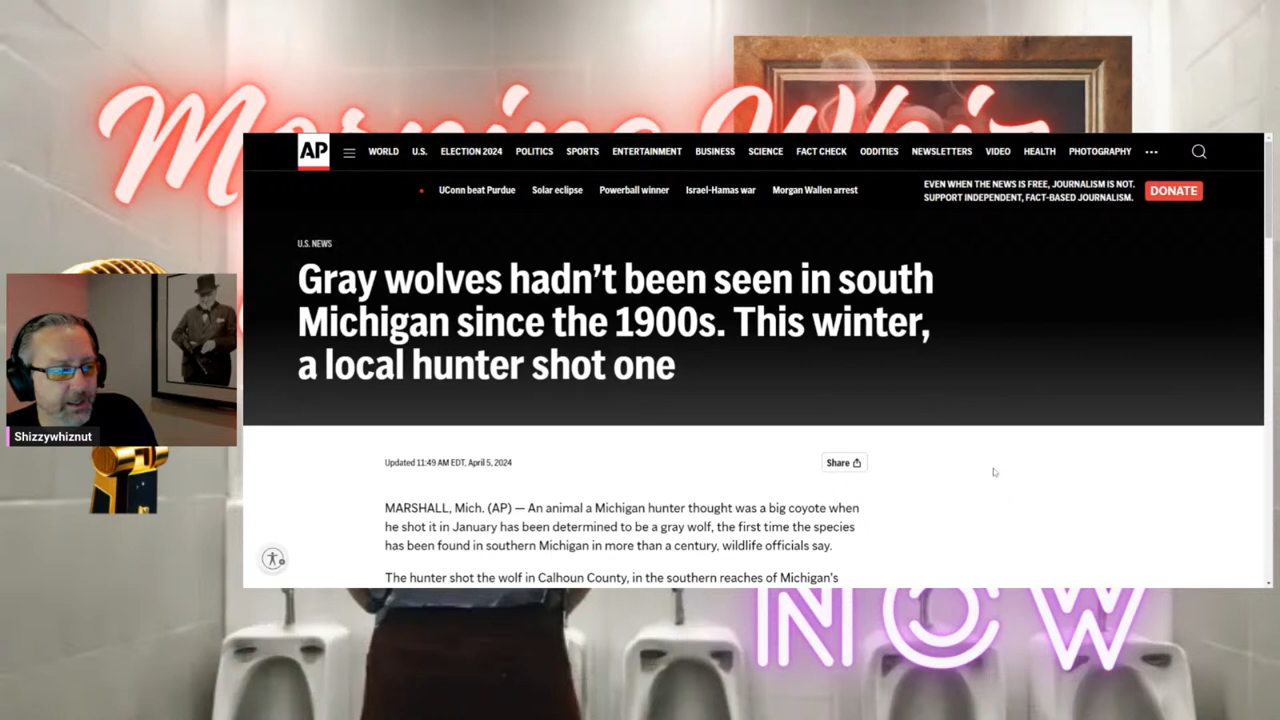 Morning Whiz
AP
WORLD U.S. ELECTION 2024 POLITICS SPORTS ENTERTAINMENT BUSINESS SCIENCE FACT CHECK ODDITIES NEWSLETTERS VIDEO HEALTH PHOTOGRAPHY
UConn beat Purdue Solar eclipse Powerball winner Israel-Hamas war Morgan Wallen arrest
EVEN WHEN THE NEWS IS FREE, JOURNALISM IS NOT.
SUPPORT INDEPENDENT, FACT-BASED JOURNALISM.
DONATE
U.S. NEWS
Gray wolves hadn’t been seen in south
Michigan since the 1900s. This winter,
a local hunter shot one
Shizzywhiznut
Updated 11:49 AM EDT, April 5, 2024
Share
MARSHALL, Mich. (AP) — An animal a Michigan hunter thought was a big coyote when
he shot it in January has been determined to be a gray wolf, the first time the species
has been found in southern Michigan in more than a century, wildlife officials say.
The hunter shot the wolf in Calhoun County, in the southern reaches of Michigan’s
NOW